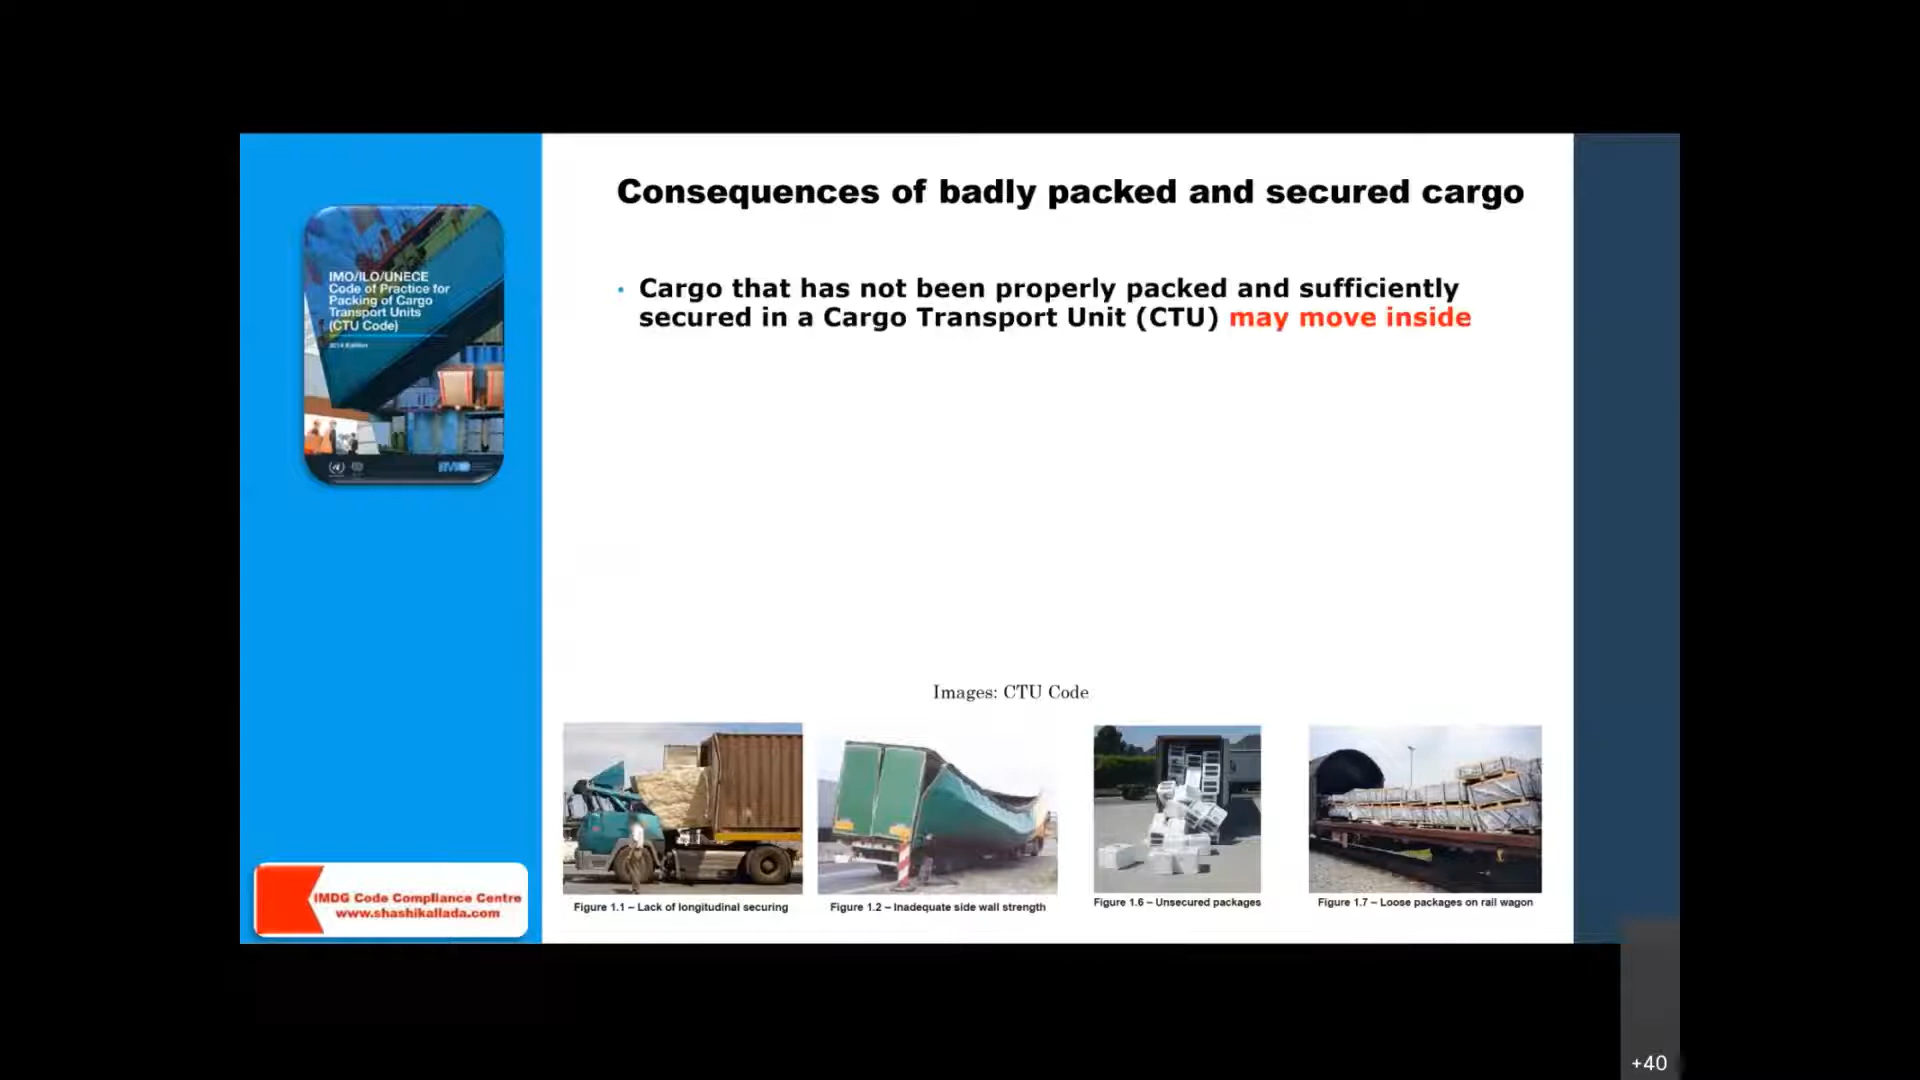 Consequences of badly packed and secured cargo
IMO/ILO/UNECE
Code of Practice for
Packing of Cargo
Transport Units
(CTU Code)
2014 Edition
• Cargo that has not been properly packed and sufficiently
secured in a Cargo Transport Unit (CTU) may move inside
Images: CTU Code
Figure 1.1 – Lack of longitudinal securing
Figure 1.2 – Inadequate side wall strength
Figure 1.6 – Unsecured packages
Figure 1.7 – Loose packages on rail wagon
IMDG Code Compliance Centre
www.shashikallada.com
+40